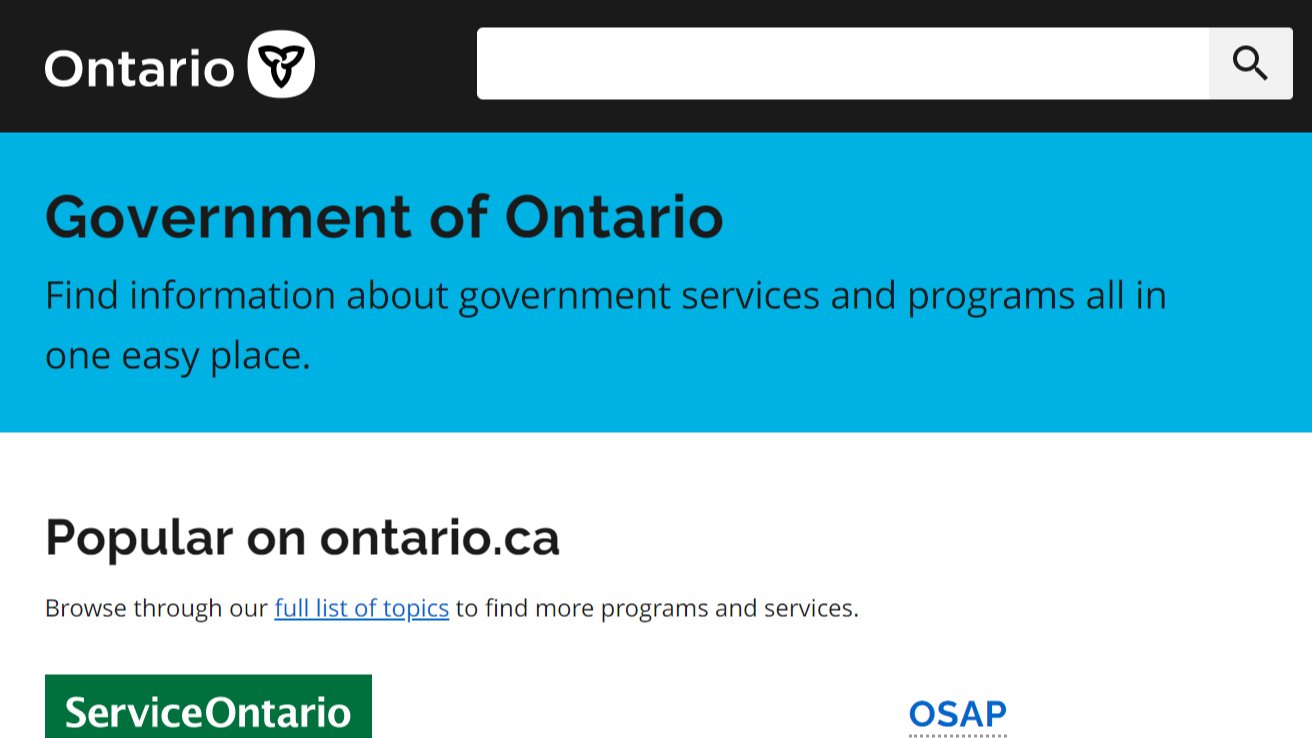 Ontario
Government of Ontario
Find information about government services and programs all in
one easy place.
Popular on ontario.ca
Browse through our full list of topics to find more programs and services.
ServiceOntario
OSAP